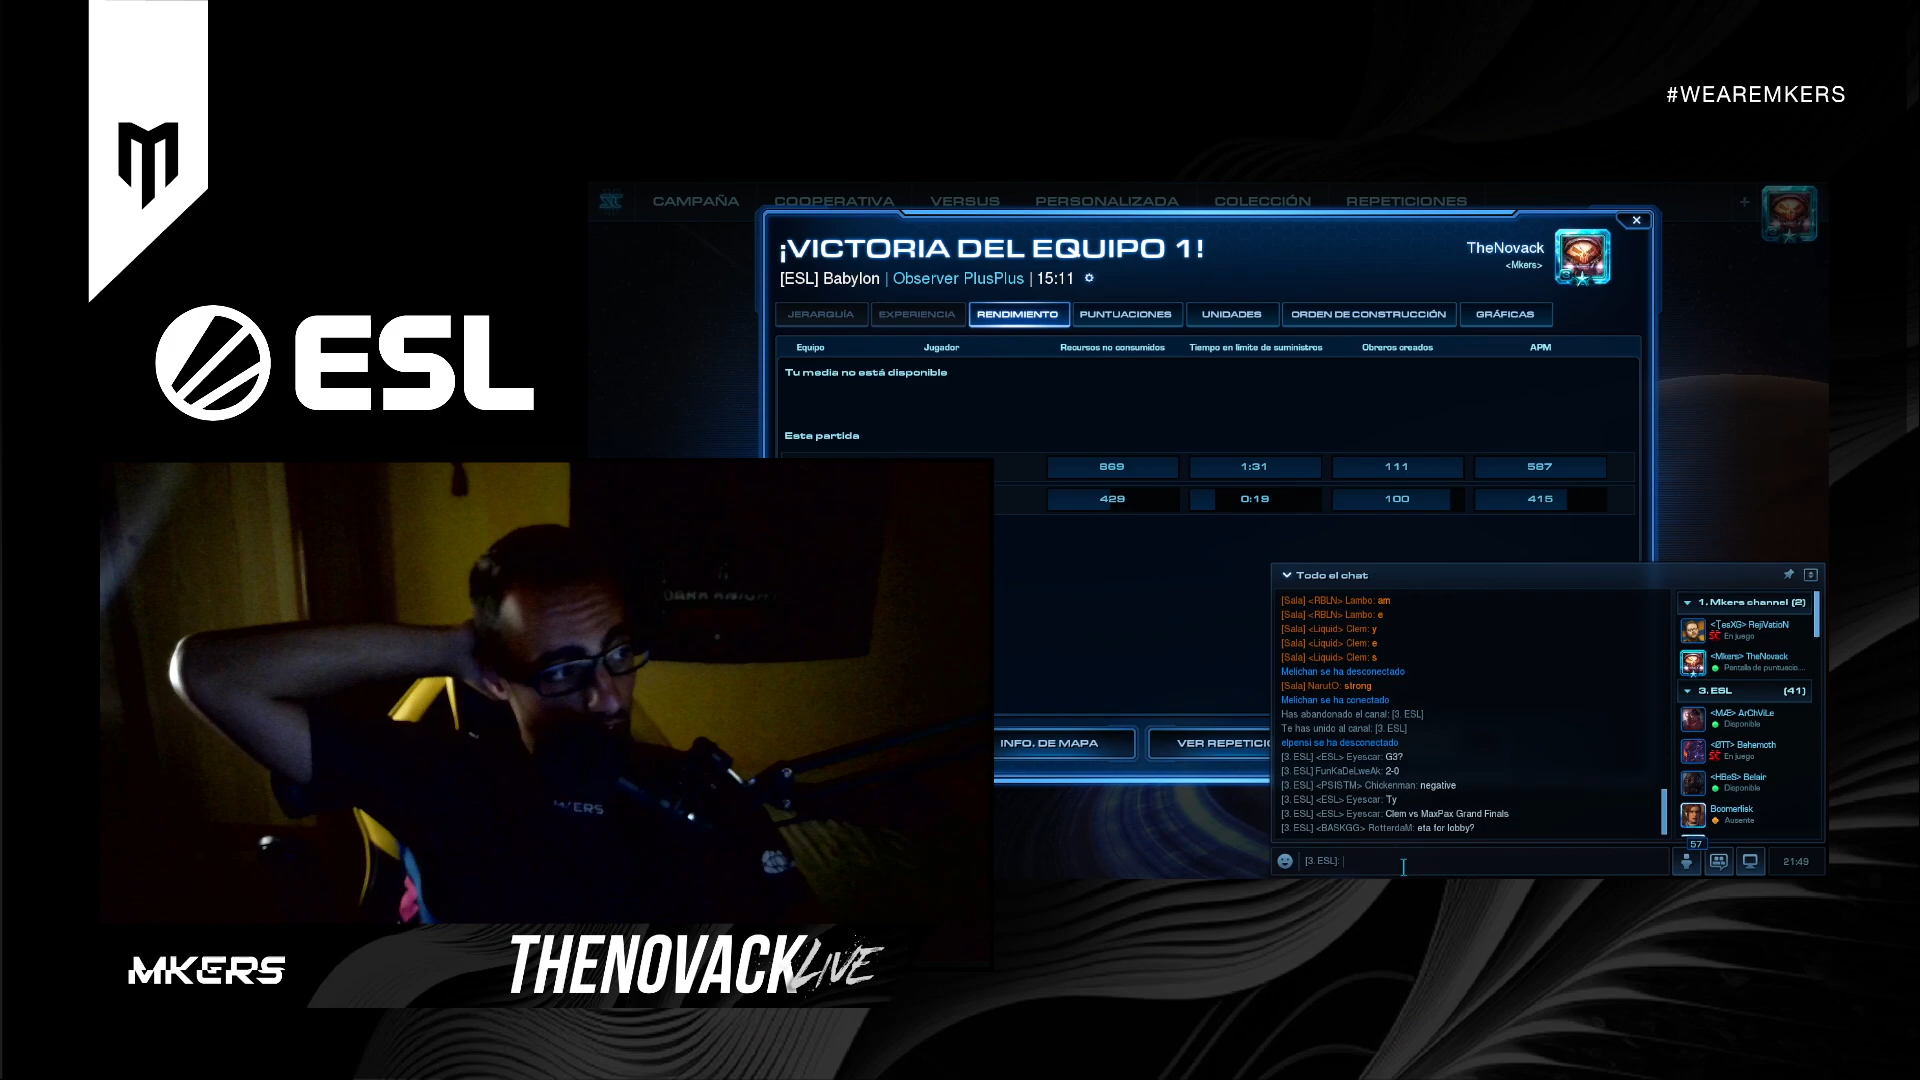 #WEAREMKERS
CAMPAÑA COOPERATIVA VERSUS PERSONALIZADA COLECCIÓN REPETICIONES
¡VICTORIA DEL EQUIPO 1!
[ESL] Babylon | Observer PlusPlus | 15:11
TheNovack
<Mkers>
JERARQUÍA EXPERIENCIA RENDIMIENTO PUNTUACIONES UNIDADES ORDEN DE CONSTRUCCIÓN GRÁFICAS
Equipo Jugador Recursos no consumidos Tiempo en límite de suministros Obreros creados APM
Tu media no está disponible
Esta partida
869 1:31 111 587
429 0:19 100 415
INFO. DE MAPA VER REPETICI
ESL
Todo el chat
[Sala] <RBLN> Lambo: am
[Sala] <RBLN> Lambo: e
[Sala] <Liquid> Clem: y
[Sala] <Liquid> Clem: e
[Sala] <Liquid> Clem: s
Melichan se ha desconectado
[Sala] NarutO: strong
Melichan se ha conectado
Has abandonado el canal: [3. ESL]
Te has unido al canal: [3. ESL]
elpensi se ha desconectado
[3. ESL] <ESL> Eyescar: G3?
[3. ESL] FunKaDeLweAk: 2-0
[3. ESL] <PSISTM> Chickenman: negative
[3. ESL] <ESL> Eyescar: Ty
[3. ESL] <ESL> Eyescar: Clem vs MaxPax Grand Finals
[3. ESL] <BASKGG> RotterdaM: eta for lobby?
[3. ESL]:
1. Mkers channel (2)
<TesXG> RejiVatioN
En juego
<Mkers> TheNovack
Pantalla de puntuacio...
3. ESL (41)
<MÆ> ArChViLe
Disponible
<ØTT> Behemoth
En juego
<HBeS> Belair
Disponible
Boomerfisk
Ausente
57
21:49
DARK KNIGHT
MKERS
MKERS
THENOVACK LIVE